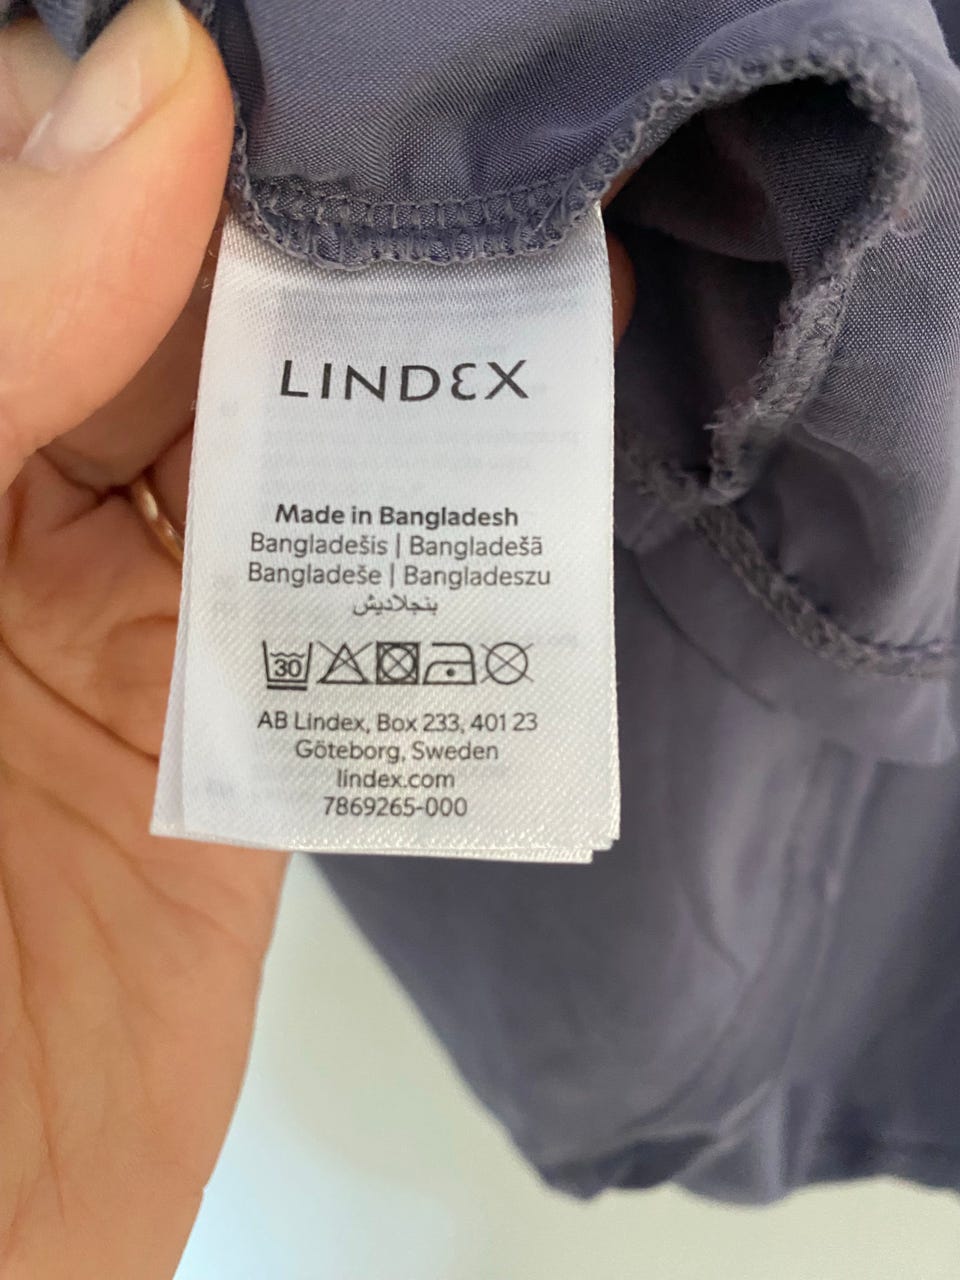 LINDEX
Made in Bangladesh
Bangladešis | Bangladešā
Bangladeše | Bangladeszu
بنجلاديش
30
AB Lindex, Box 233, 401 23
Göteborg, Sweden
lindex.com
7869265-000